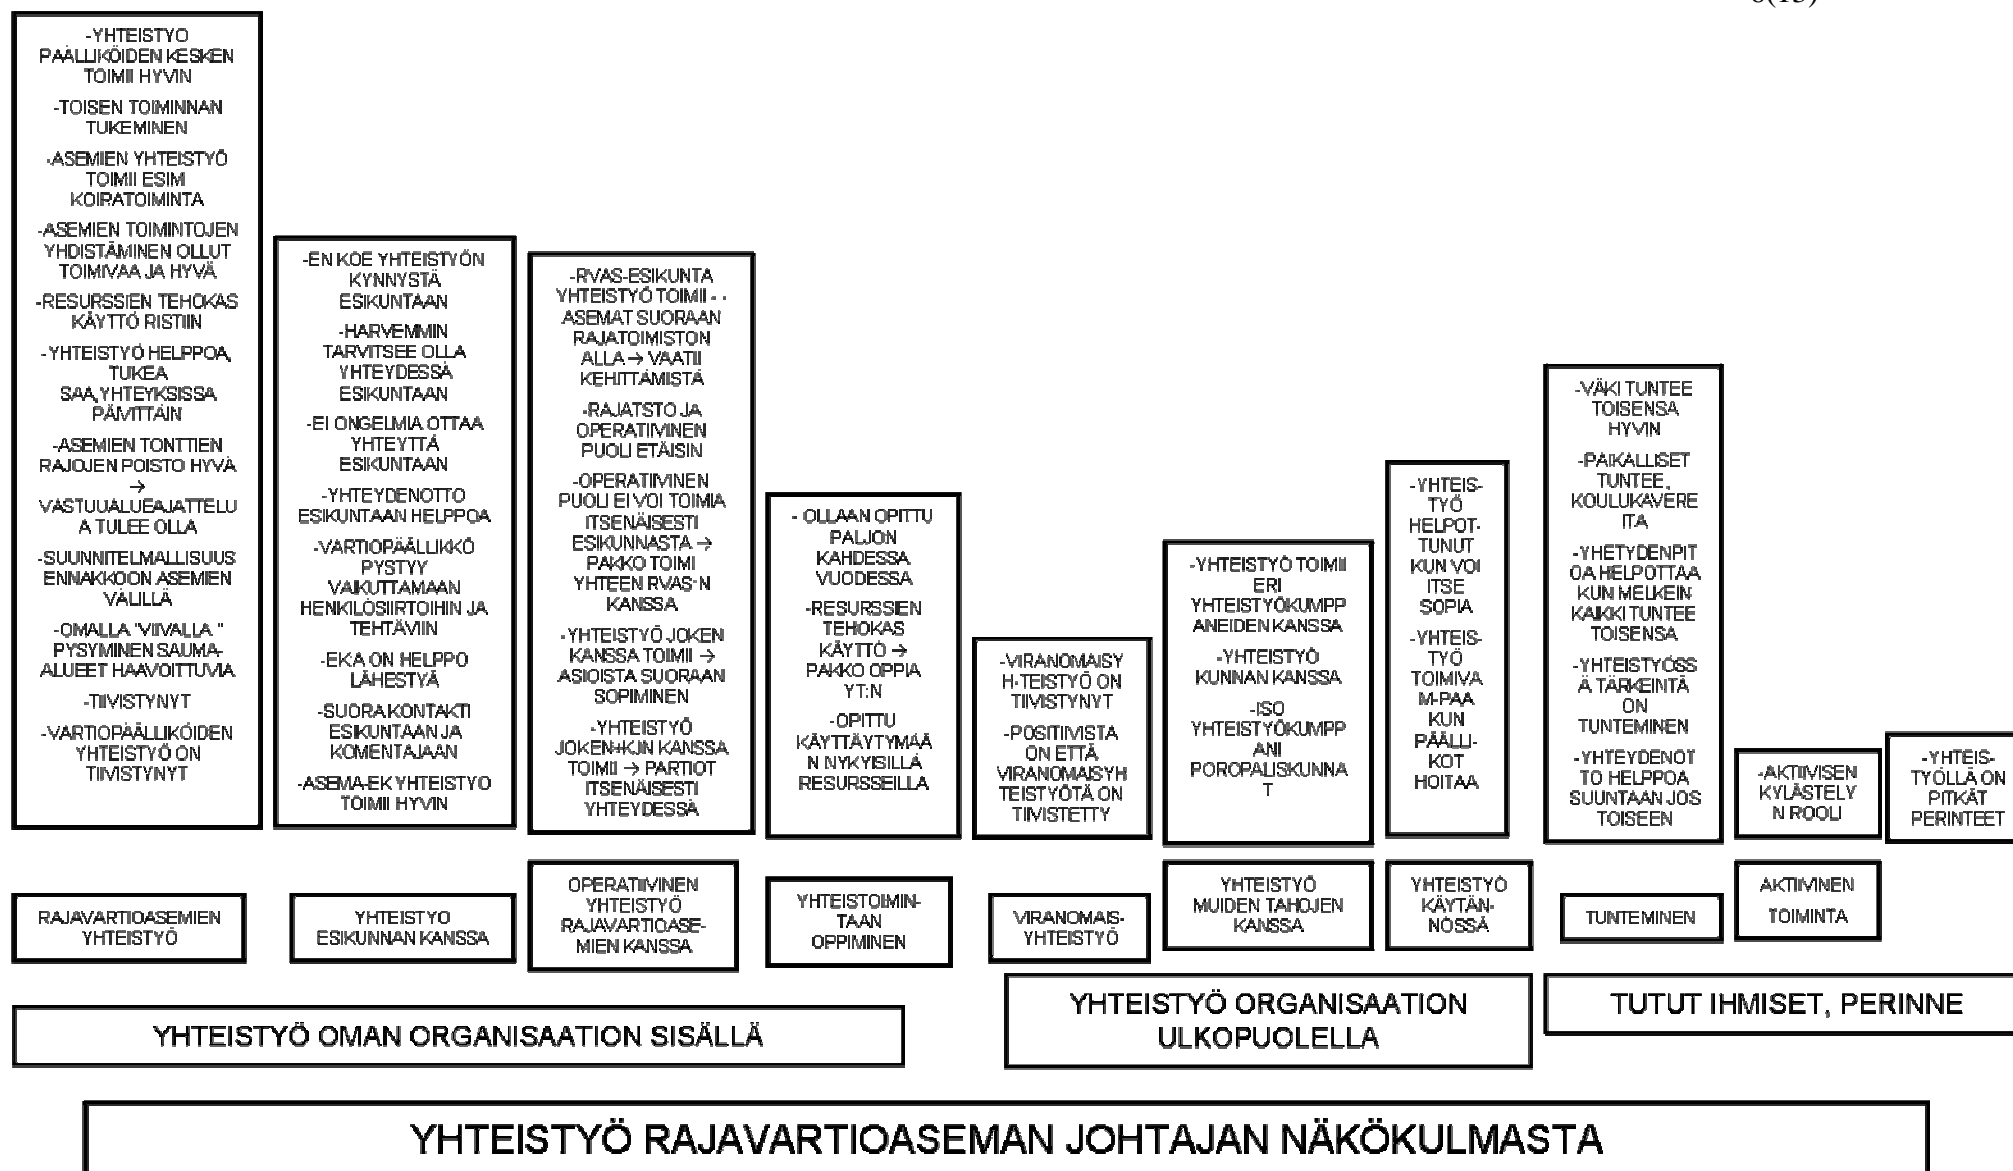 6(15)
-YHTEISTYO
PÄÄLLIKÖIDEN KESKEN
TOIMII HYVIN
-TOISEN TOIMINNAN
TUKEMINEN
-ASEMIEN YHTEISTYÖ
TOIMII ESIM
KOIRATOIMINTA
-ASEMIEN TOIMINTOJEN
YHDISTÄMINEN OLLUT
TOIMIVAA JA HYVÄ
-RESURSSIEN TEHOKAS
KÄYTTÖ RISTIIN
-YHTEISTYÖ HELPPOA,
TUKEA
SAA,YHTEYKSISSA
PÄIVITTÄIN
-ASEMIEN TONTTIEN
RAJOJEN POISTO HYVÄ
→
VASTUUALUEAJATTELU
A TULEE OLLA
-SUUNNITELMALLISUUS
ENNAKKOON ASEMIEN
VÄLILLÄ
-OMALLA "VIIVALLA "
PYSYMINEN SAUMA-
ALUEET HAAVOITTUVIA
-TIIVISTYNYT
-VARTIOPÄÄLLIKÖIDEN
YHTEISTYÖ ON
TIIVISTYNYT
-EN KOE YHTEISTYÖN
KYNNYSTÄ
ESIKUNTAAN
-HARVEMMIN
TARVITSEE OLLA
YHTEYDESSÄ
ESIKUNTAAN
-EI ONGELMIA OTTAA
YHTEYTTÄ
ESIKUNTAAN
-YHTEYDENOTTO
ESIKUNTAAN HELPPOA
-VARTIOPÄÄLLIKKÖ
PYSTYY
VAIKUTTAMAAN
HENKILÖSIIRTOIHIN JA
TEHTÄVIIN
-EKA ON HELPPO
LÄHESTYÄ
-SUORA KONTAKTI
ESIKUNTAAN JA
KOMENTAJAAN
-ASEMA-EK YHTEISTYO
TOIMII HYVIN
-RVAS-ESIKUNTA
YHTEISTYÖ TOIMII - -
ASEMAT SUORAAN
RAJATOIMISTON
ALLA → VAATII
KEHITTÄMISTÄ
-RAJATSTO JA
OPERATIIVINEN
PUOLI ETÄISIN
-OPERATIIVINEN
PUOLI EI VOI TOIMIA
ITSENÄISESTI
ESIKUNNASTA →
PAKKO TOIMI
YHTEEN RVAS:N
KANSSA
-YHTEISTYÖ JOKEN
KANSSA TOIMII →
ASIOISTA SUORAAN
SOPIMINEN
-YHTEISTYÖ
JOKEN+KJN KANSSA
TOIMII → PARTIOT
ITSENÄISESTI
YHTEYDESSÄ
- OLLAAN OPITTU
PALJON
KAHDESSA
VUODESSA
-RESURSSIEN
TEHOKAS
KÄYTTÖ →
PAKKO OPPIA
YT:N
-OPITTU
KÄYTTÄYTYMÄÄ
N NYKYISILLÄ
RESURSSEILLA
-VIRANOMAISY
H-TEISTYÖ ON
TIIVISTYNYT
-POSITIIVISTA
ON ETTÄ
VIRANOMAISYH
TEISTYÖTÄ ON
TIIVISTETTY
-YHTEISTYÖ TOIMII
ERI
YHTEISTYÖKUMPP
ANEIDEN KANSSA
-YHTEISTYÖ
KUNNAN KANSSA
-ISO
YHTEISTYÖKUMPP
ANI
POROPALISKUNNA
T
-YHTEIS-
TYÖ
HELPOT-
TUNUT
KUN VOI
ITSE
SOPIA
-YHTEIS-
TYÖ
TOIMIVA
M-PAA
KUN
PÄÄLLI-
KÖT
HOITAA
-VÄKI TUNTEE
TOISENSA
HYVIN
-PAIKALLISET
TUNTEE,
KOULUKAVERE
ITA
-YHETYDENPIT
OA HELPOTTAA
KUN MELKEIN
KAIKKI TUNTEE
TOISENSA
-YHTEISTYÖSS
Ä TÄRKEINTÄ
ON
TUNTEMINEN
-YHTEYDENOT
TO HELPPOA
SUUNTAAN JOS
TOISEEN
-AKTIIVISEN
KYLÄSTELY
N ROOLI
-YHTEIS-
TYÖLLÄ ON
PITKÄT
PERINTEET
RAJAVARTIOASEMIEN
YHTEISTYÖ
YHTEISTYO
ESIKUNNAN KANSSA
OPERATIIVINEN
YHTEISTYÖ
RAJAVARTIOASE-
MIEN KANSSA
YHTEISTOIMIN-
TAAN
OPPIMINEN
VIRANOMAIS-
YHTEISTYÖ
YHTEISTYÖ
MUIDEN TAHOJEN
KANSSA
YHTEISTYÖ
KÄYTÄN-
NÖSSÄ
TUNTEMINEN
AKTIIVINEN
TOIMINTA
YHTEISTYÖ OMAN ORGANISAATION SISÄLLÄ
YHTEISTYÖ ORGANISAATION
ULKOPUOLELLA
TUTUT IHMISET, PERINNE
YHTEISTYÖ RAJAVARTIOASEMAN JOHTAJAN NÄKÖKULMASTA